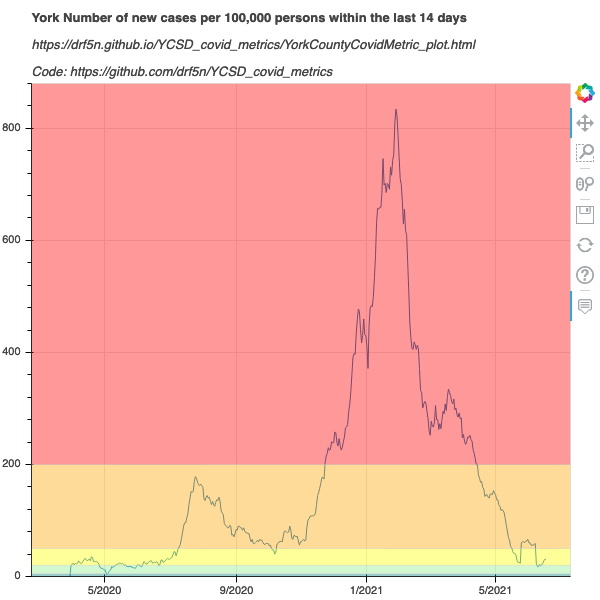 York Number of new cases per 100,000 persons within the last 14 days
https://drf5n.github.io/YCSD_covid_metrics/YorkCountyCovidMetric_plot.html
Code: https://github.com/drf5n/YCSD_covid_metrics
800
600
400
200
0
5/2020 9/2020 1/2021 5/2021